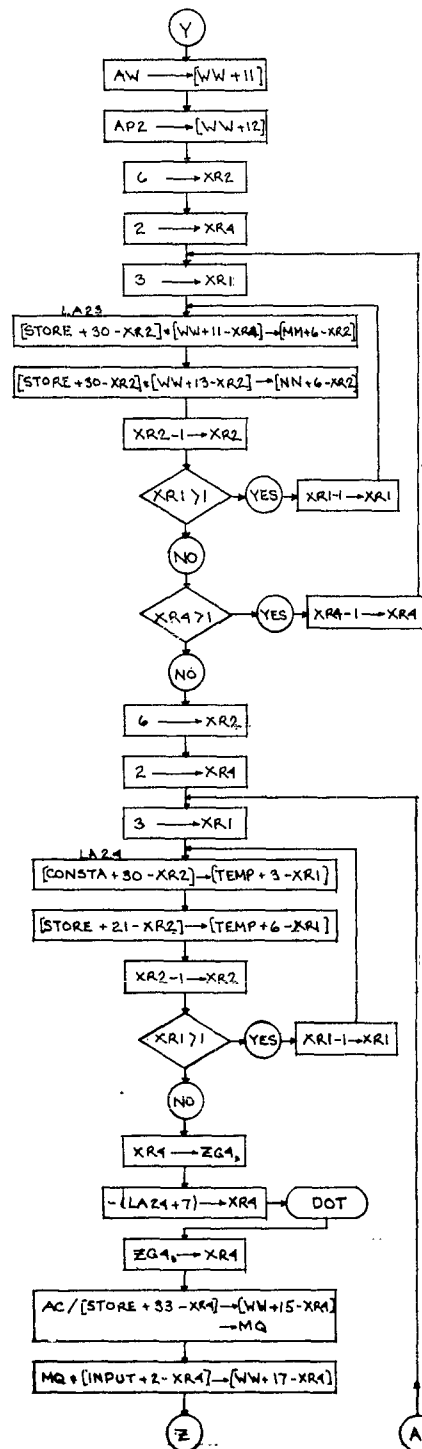 Y
AW → [WW+11]
AP2 → [WW+12]
6 → XR2
2 → XR4
3 → XR1
LA23
[STORE + 30 - XR2] * [WW+11-XR4] → [MM+6-XR2]
[STORE +30-XR2] * [WW+13-XR2] → [NN+6-XR2]
XR2-1 → XR2
XR1>1
YES
XR1-1 → XR1
NO
XR4>1
YES
XR4-1 → XR4
NO
6 → XR2
2 → XR4
3 → XR1
LA24
[CONSTA + 30 - XR2] → [TEMP + 3 - XR1]
[STORE + 21 - XR2] → [TEMP + 6 - XR1]
XR2-1 → XR2
XR1>1
YES
XR1-1 → XR1
NO
XR4 → ZG4,
-(LA24+7) → XR4
DOT
ZG4, → XR4
AC/[STORE + 33 - XR4] → [WW+15-XR4]
→ MQ
MQ * [INPUT + 2 - XR4] → [WW+17-XR4]
Z
A